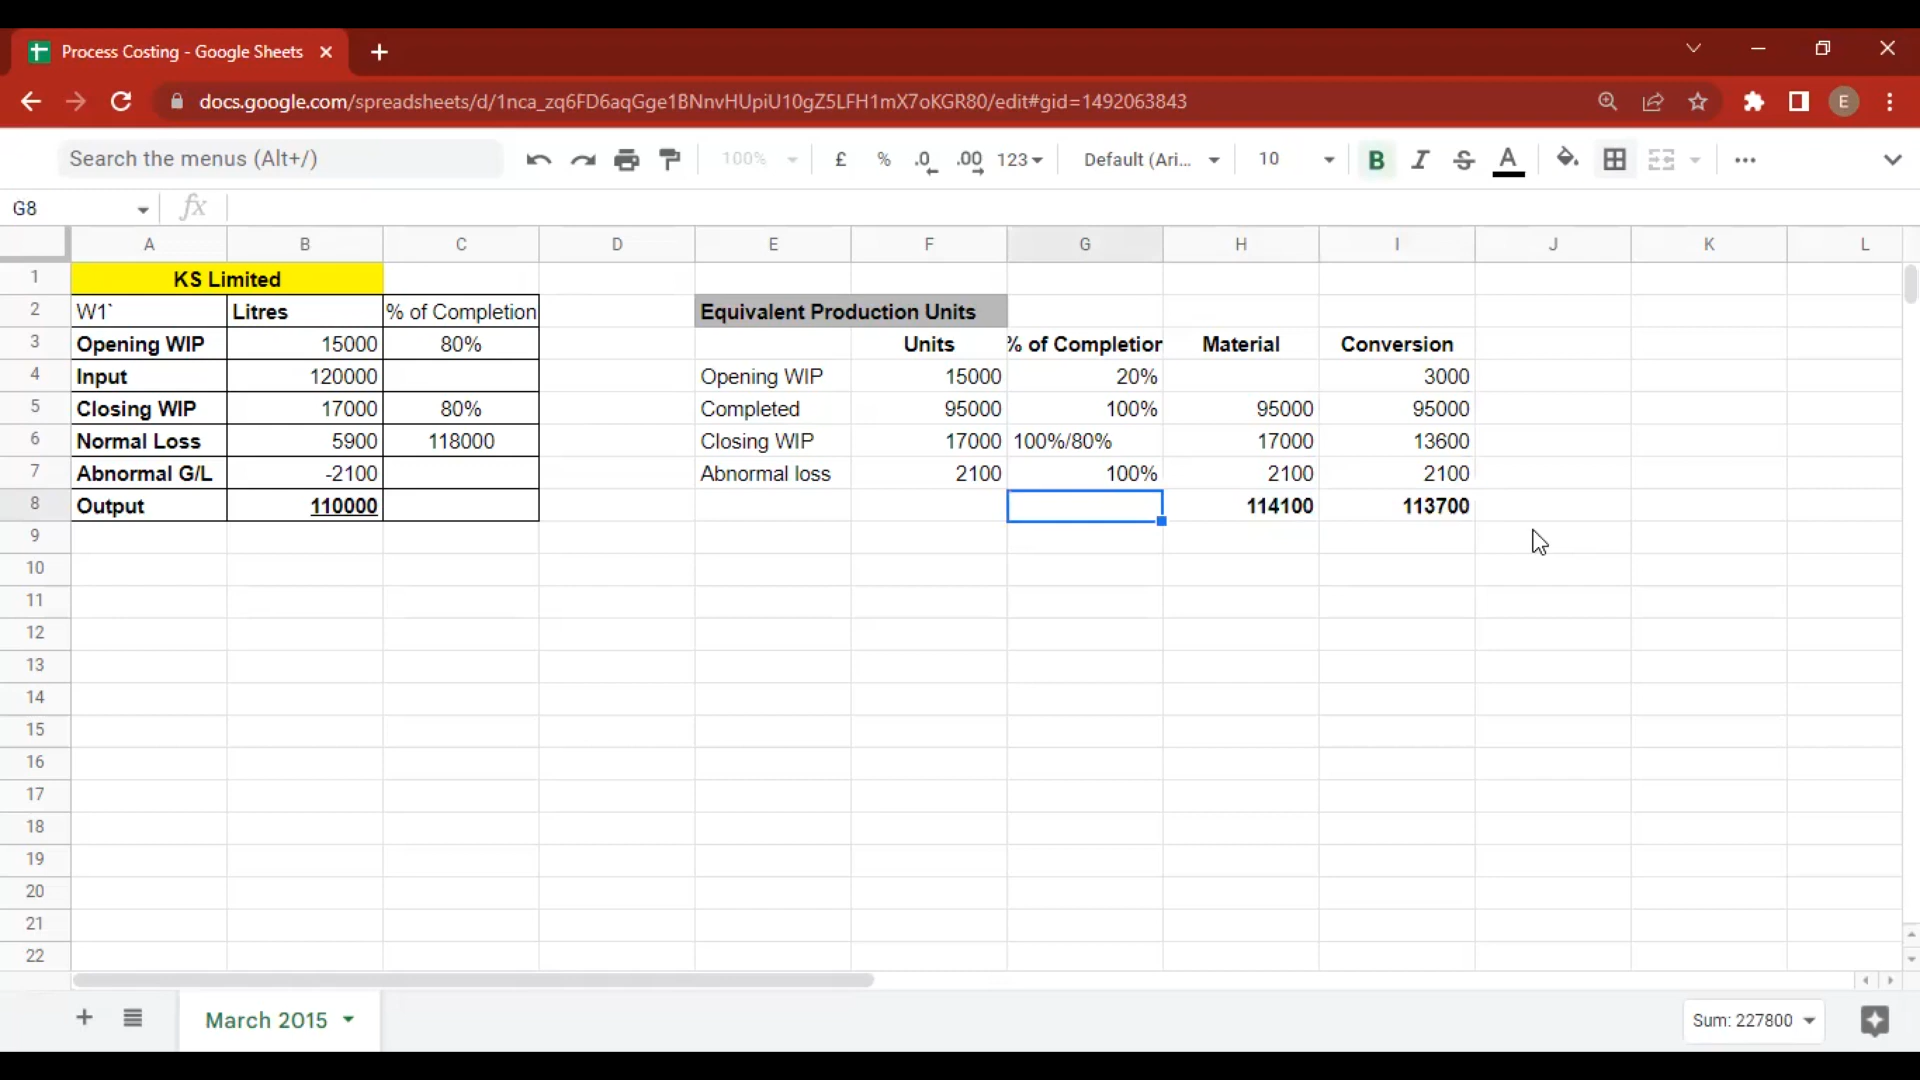 Process Costing - Google Sheets
docs.google.com/spreadsheets/d/1nca_zq6FD6aqGge1BNnvHUpiU10gZ5LFH1mX7oKGR80/edit#gid=1492063843
E
Search the menus (Alt+/) 100% £ % .0 .00 123 Default (Ari... 10 B I S A
G8 fx
A B C D E F G H I J K L
1 KS Limited
2 W1` Litres % of Completion Equivalent Production Units
3 Opening WIP 15000 80% Units % of Completion Material Conversion
4 Input 120000 Opening WIP 15000 20% 3000
5 Closing WIP 17000 80% Completed 95000 100% 95000 95000
6 Normal Loss 5900 118000 Closing WIP 17000 100%/80% 17000 13600
7 Abnormal G/L -2100 Abnormal loss 2100 100% 2100 2100
8 Output 110000 114100 113700
9
10
11
12
13
14
15
16
17
18
19
20
21
22
March 2015 Sum: 227800